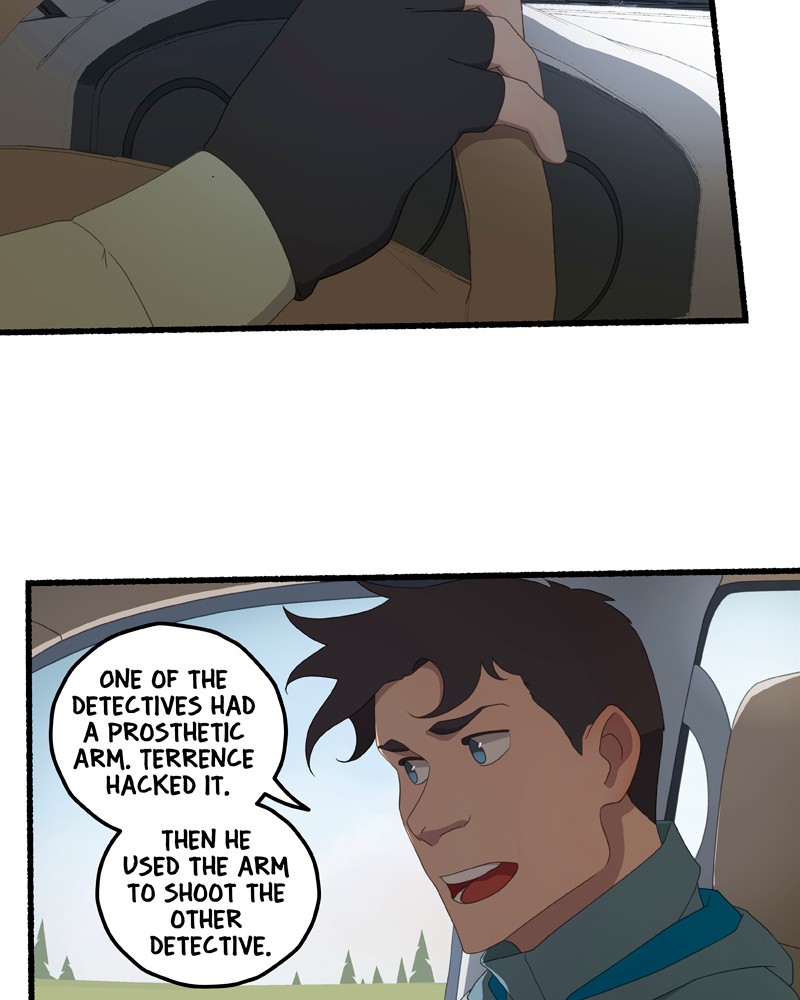 ONE OF THE
DETECTIVES HAD
A PROSTHETIC
ARM. TERRENCE
HACKED IT.
THEN HE
USED THE ARM
TO SHOOT THE
OTHER
DETECTIVE.